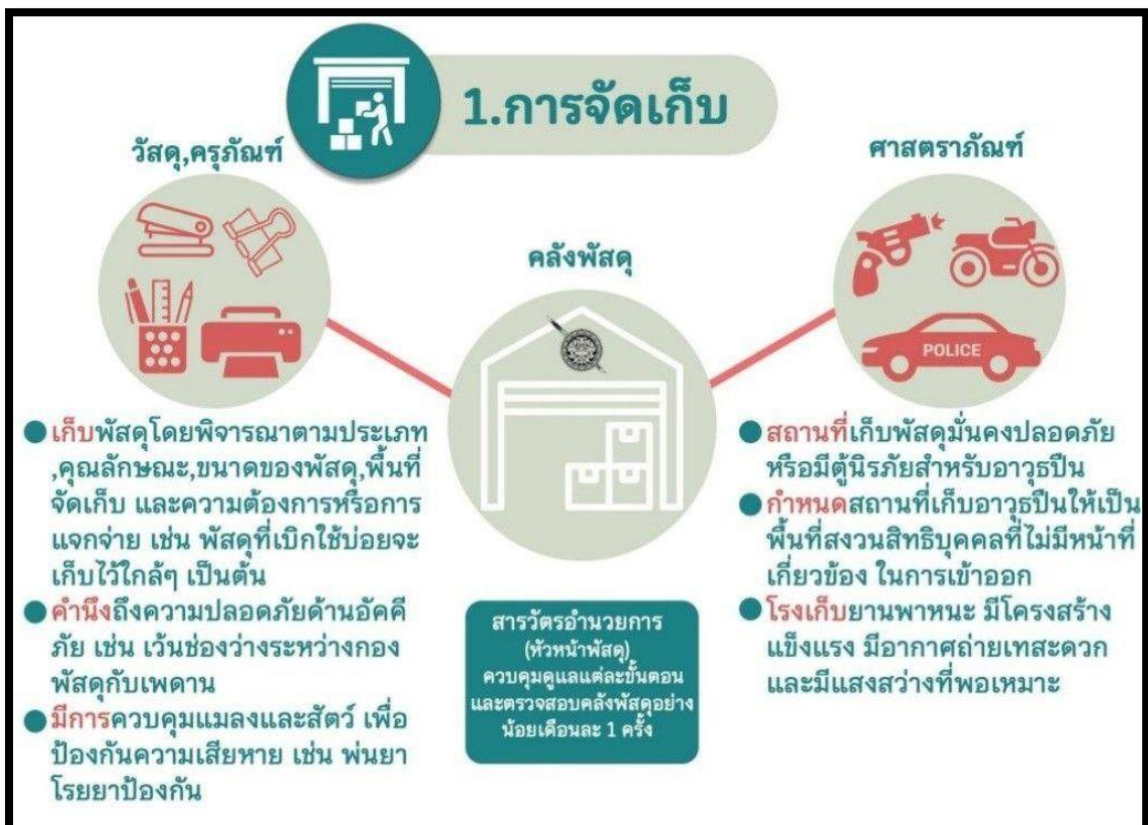 1.การจัดเก็บ
วัสดุ,ครุภัณฑ์
เก็บพัสดุโดยพิจารณาตามประเภท
,คุณลักษณะ,ขนาดของพัสดุ,พื้นที่
จัดเก็บ และความต้องการหรือการ
แจกจ่าย เช่น พัสดุที่เบิกใช้บ่อยจะ
เก็บไว้ใกล้ๆ เป็นต้น
คำนึงถึงความปลอดภัยด้านอัคคี
ภัย เช่น เว้นช่องว่างระหว่างกอง
พัสดุกับเพดาน
มีการควบคุมแมลงและสัตว์ เพื่อ
ป้องกันความเสียหาย เช่น พ่นยา
โรยยาป้องกัน
คลังพัสดุ
สารวัตรอำนวยการ
(หัวหน้าพัสดุ)
ควบคุมดูแลแต่ละขั้นตอน
และตรวจสอบคลังพัสดุอย่าง
น้อยเดือนละ 1 ครั้ง
ศาสตราภัณฑ์
POLICE
สถานที่เก็บพัสดุมั่นคงปลอดภัย
หรือมีตู้นิรภัยสำหรับอาวุธปืน
กำหนดสถานที่เก็บอาวุธปืนให้เป็น
พื้นที่สงวนสิทธิบุคคลที่ไม่มีหน้าที่
เกี่ยวข้อง ในการเข้าออก
โรงเก็บยานพาหนะ มีโครงสร้าง
แข็งแรง มีอากาศถ่ายเทสะดวก
และมีแสงสว่างที่พอเหมาะ